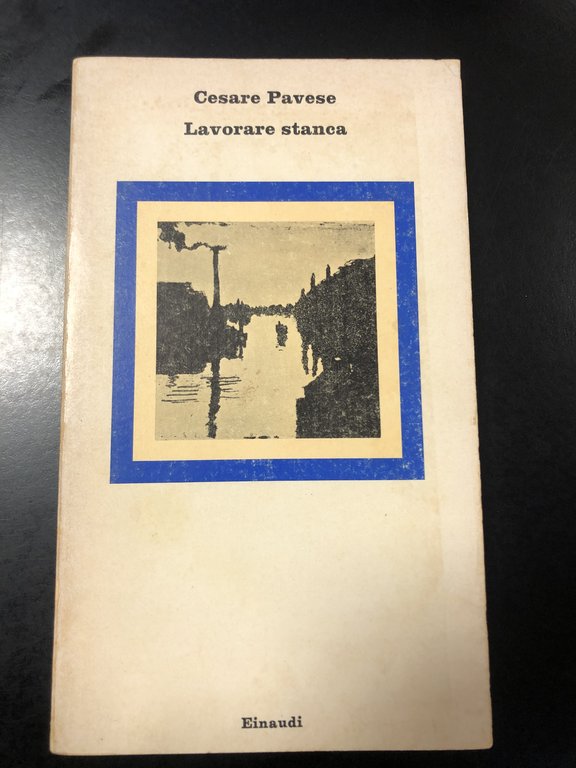 Cesare Pavese
Lavorare stanca
Einaudi